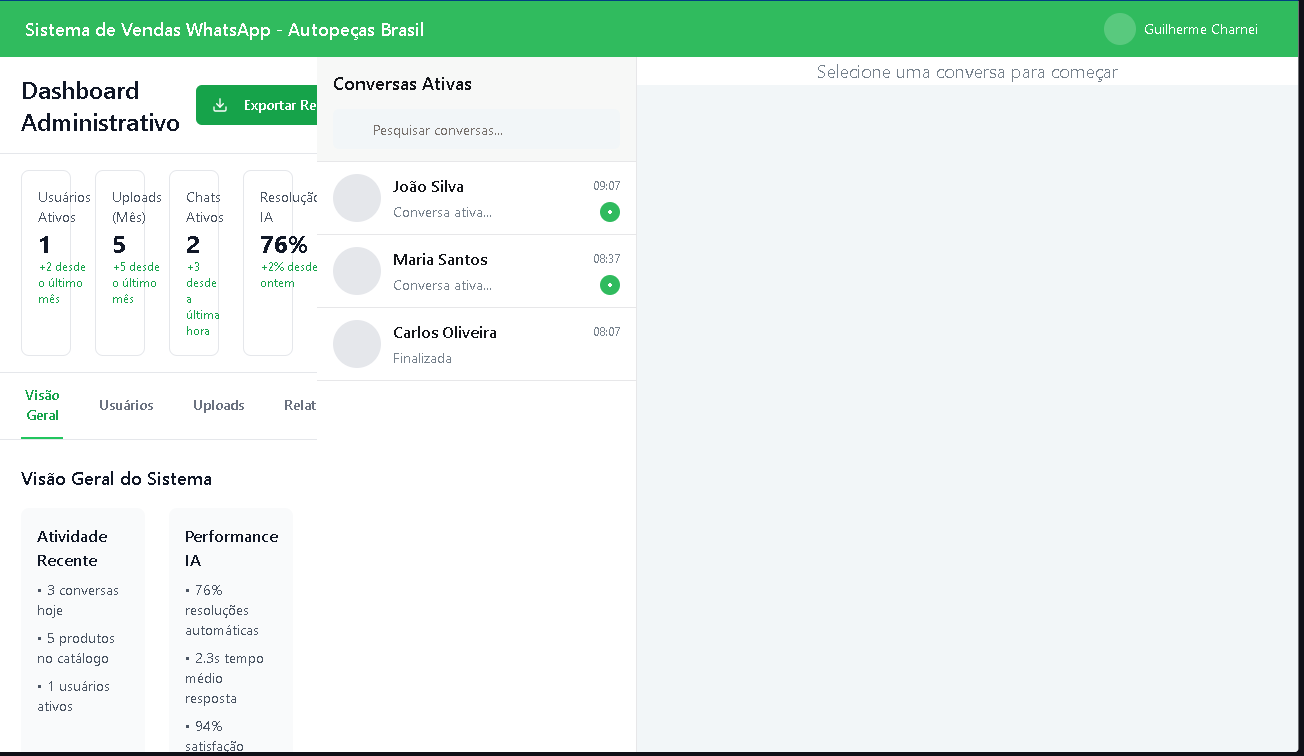 Sistema de Vendas WhatsApp - Autopeças Brasil
Guilherme Charnei
Dashboard
Administrativo
Exportar Re
Usuários
Ativos
1
+2 desde
o último
mês
Uploads
(Mês)
5
+5 desde
o último
mês
Chats
Ativos
2
+3
desde
a
última
hora
Resolução
IA
76%
+2% desde
ontem
Visão
Geral
Usuários
Uploads
Relat
Visão Geral do Sistema
Atividade
Recente
• 3 conversas
hoje
• 5 produtos
no catálogo
• 1 usuários
ativos
Performance
IA
• 76%
resoluções
automáticas
• 2.3s tempo
médio
resposta
• 94%
satisfação
Conversas Ativas
Pesquisar conversas...
João Silva
09:07
Conversa ativa...
Maria Santos
08:37
Conversa ativa...
Carlos Oliveira
08:07
Finalizada
Selecione uma conversa para começar